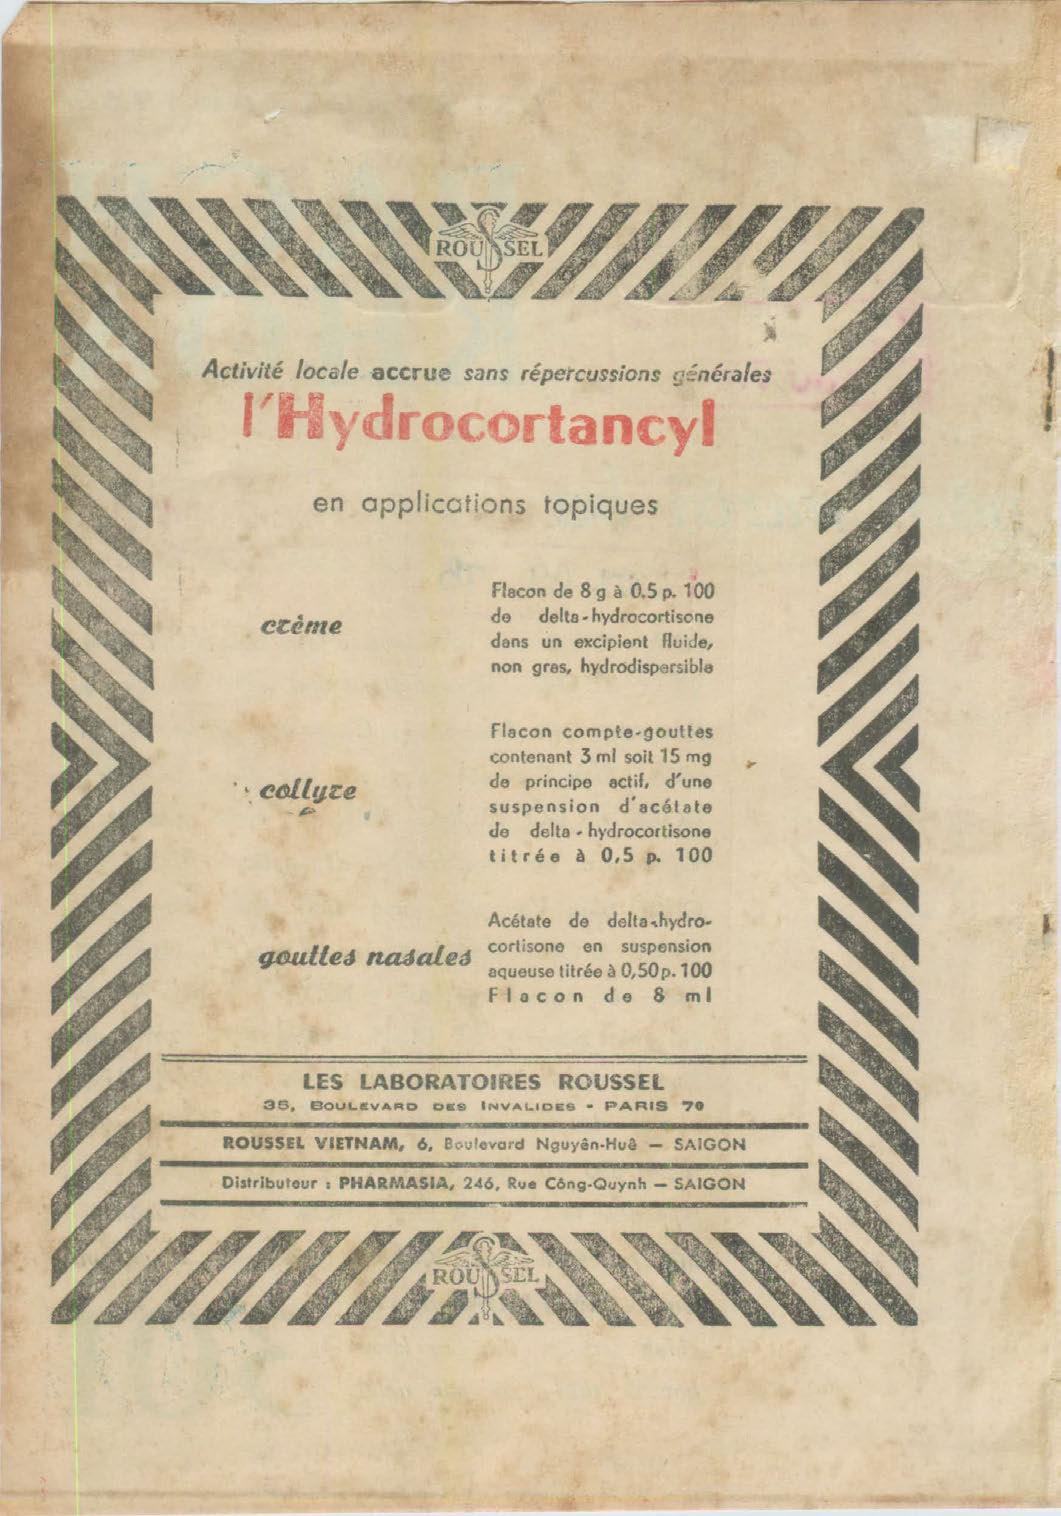 ROUSSEL
Activité locale accrue sans répercussions générales
l'Hydrocortancyl
en applications topiques
crème
Flacon de 8 g à 0,5 p. 100
de delta-hydrocortisone
dans un excipient fluide,
non gras, hydrodispersible
collyre
Flacon compte-gouttes
contenant 3 ml soit 15 mg
de principe actif, d'une
suspension d'acétate
de delta-hydrocortisone
titrée à 0,5 p. 100
gouttes nasales
Acétate de delta-hydro-
cortisone en suspension
aqueuse titrée à 0,50 p. 100
Flacon de 8 ml
LES LABORATOIRES ROUSSEL
35, BOULEVARD DES INVALIDES - PARIS 7e
ROUSSEL VIETNAM, 6, Boulevard Nguyên-Huê — SAIGON
Distributeur : PHARMASIA, 246, Rue Công-Quynh — SAIGON
ROUSSEL